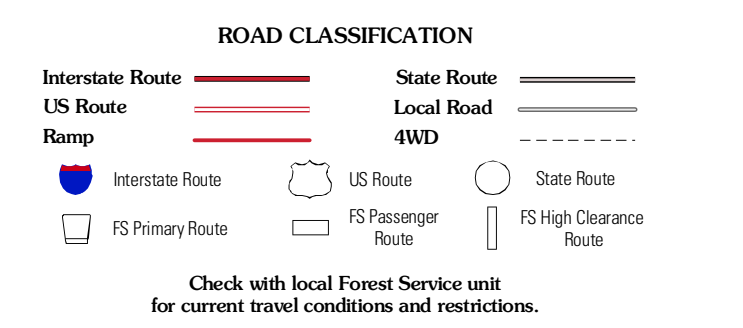 ROAD CLASSIFICATION
Interstate Route
State Route
US Route
Local Road
Ramp
4WD
Interstate Route
US Route
State Route
FS Primary Route
FS Passenger
Route
FS High Clearance
Route
Check with local Forest Service unit
for current travel conditions and restrictions.